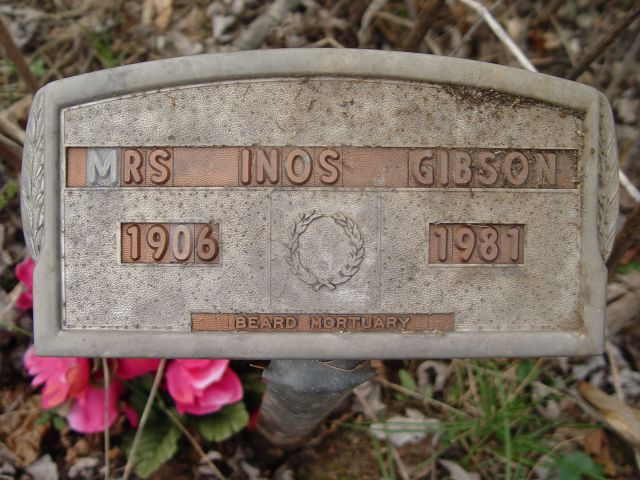 MRS INOS GIBSON
1906 1981
BEARD MORTUARY